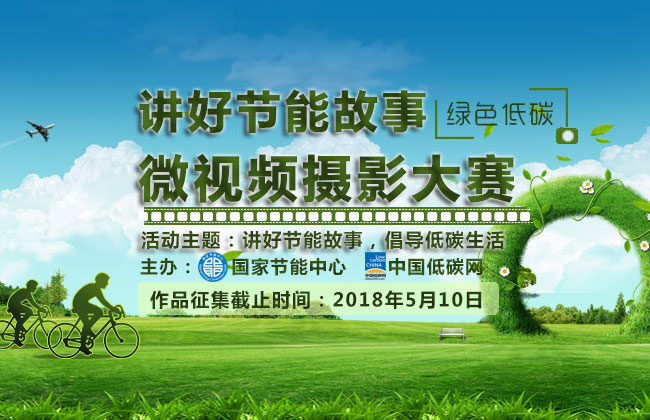 讲好节能故事 绿色低碳
微视频摄影大赛
活动主题：讲好节能故事，倡导低碳生活
主办：国家节能中心 中国低碳网
作品征集截止时间：2018年5月10日